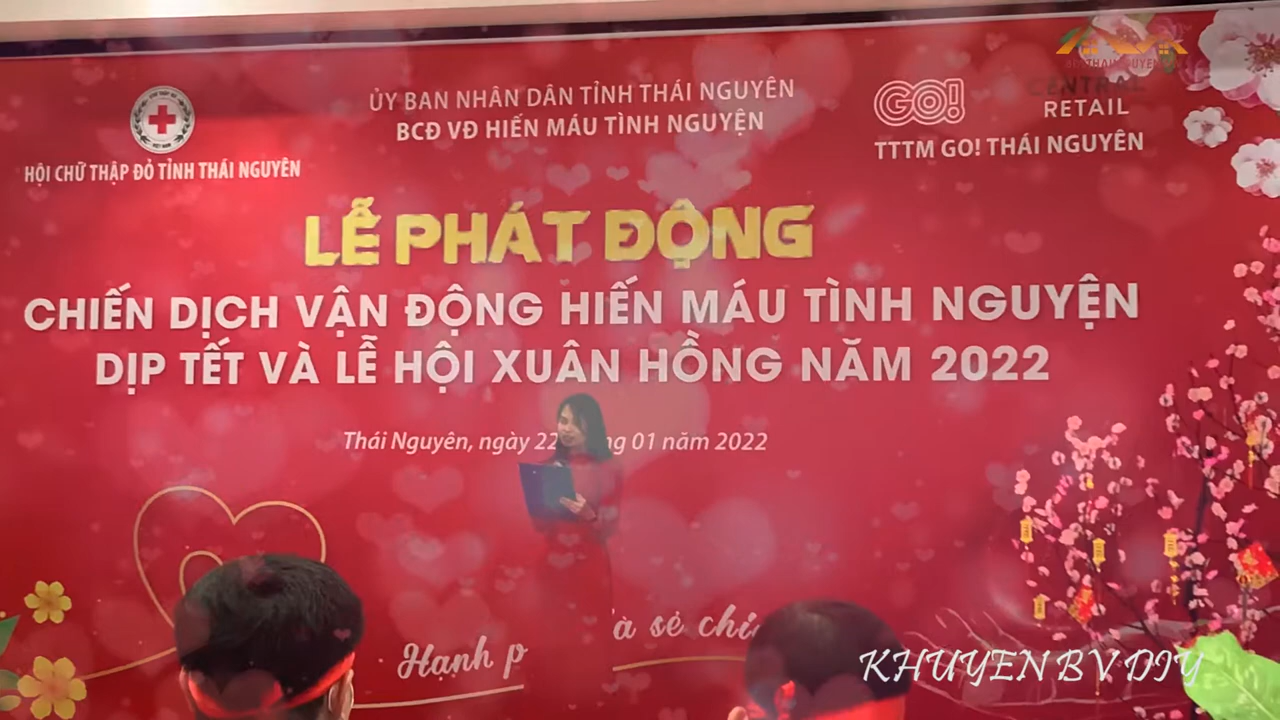 HỘI CHỮ THẬP ĐỎ TỈNH THÁI NGUYÊN
ỦY BAN NHÂN DÂN TỈNH THÁI NGUYÊN
BCĐ VĐ HIẾN MÁU TÌNH NGUYỆN
GO!
CENTRAL
RETAIL
TTTM GO! THÁI NGUYÊN
LỄ PHÁT ĐỘNG
CHIẾN DỊCH VẬN ĐỘNG HIẾN MÁU TÌNH NGUYỆN
DỊP TẾT VÀ LỄ HỘI XUÂN HỒNG NĂM 2022
Thái Nguyên, ngày 22 01 năm 2022
Hạnh sẻ
KHUYEN BV DIY